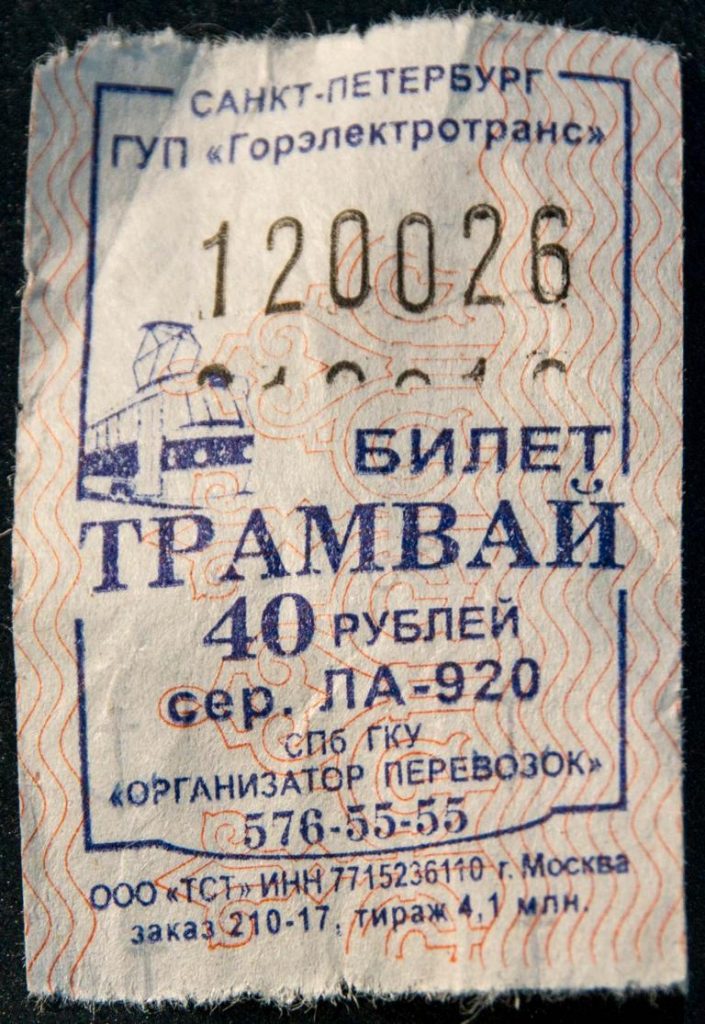 САНКТ-ПЕТЕРБУРГ
ГУП «Горэлектротранс»
120026
БИЛЕТ
ТРАМВАЙ
40 РУБЛЕЙ
сер. ЛА-920
СПб ГКУ
«ОРГАНИЗАТОР ПЕРЕВОЗОК»
576-55-55
ООО «ТСТ» ИНН 7715236110 г. Москва
заказ 210-17, тираж 4,1 млн.